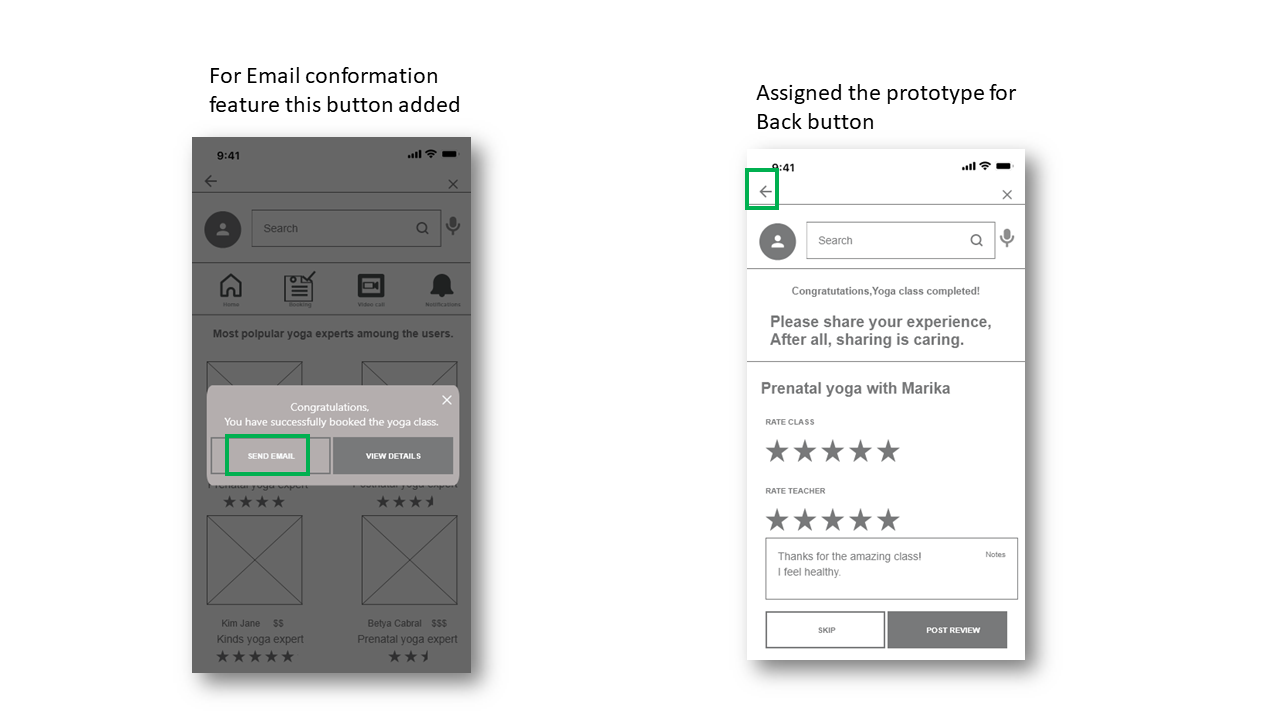 For Email conformation
feature this button added
9:41
Search
Home
Booking
Video call
Notifications
Most polpular yoga experts amoung the users.
Congratulations,
You have successfully booked the yoga class.
SEND EMAIL
VIEW DETAILS
Prenatal yoga expert
Postnatal yoga expert
Kim Jane $$
Betya Cabral $$$
Kinds yoga expert
Prenatal yoga expert
Assigned the prototype for
Back button
9:41
Search
Congratutations,Yoga class completed!
Please share your experience,
After all, sharing is caring.
Prenatal yoga with Marika
RATE CLASS
RATE TEACHER
Thanks for the amazing class!
Notes
I feel healthy.
SKIP
POST REVIEW